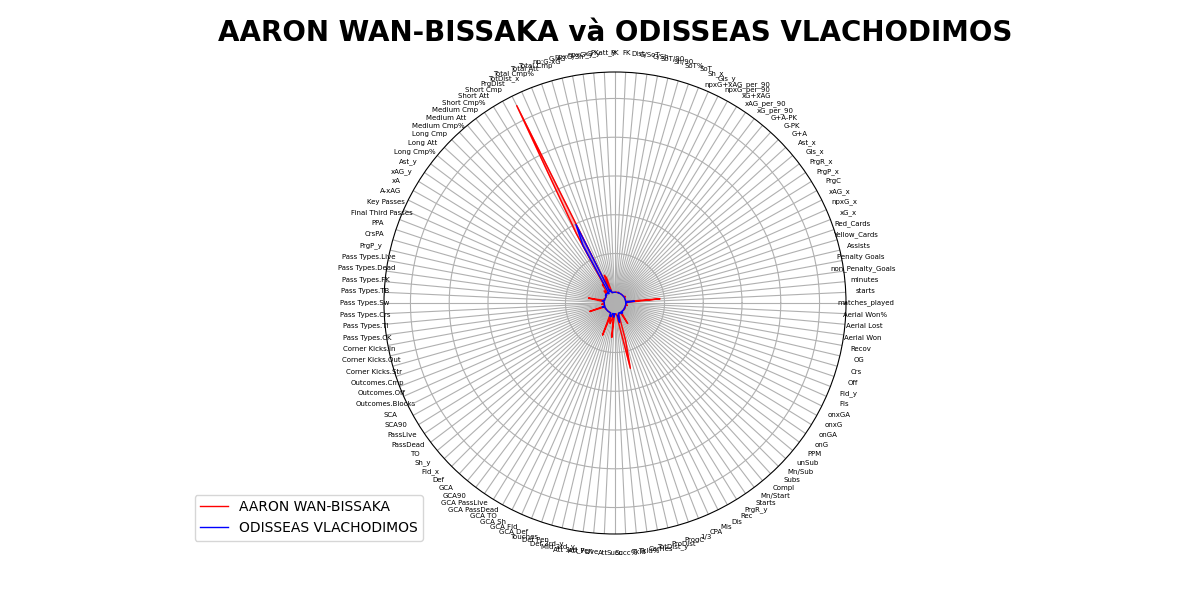 AARON WAN-BISSAKA và ODISSEAS VLACHODIMOS
Total Cmp
Total Att
Total Cmp%
TotDist_x
PrgDist
Short Cmp
Short Att
Short Cmp%
Medium Cmp
Medium Att
Medium Cmp%
Long Cmp
Long Att
Long Cmp%
Ast_y
xAG_y
xA
A-xAG
Key Passes
Final Third Passes
PPA
CrsPA
PrgP_y
Pass Types.Live
Pass Types.Dead
Pass Types.FK
Pass Types.TB
Pass Types.Sw
Pass Types.Crs
Pass Types.TI
Pass Types.CK
Corner Kicks.In
Corner Kicks.Out
Corner Kicks.Str
Outcomes.Cmp
Outcomes.Off
Outcomes.Blocks
SCA
SCA90
PassLive
PassDead
TO
Sh_y
Fld_x
Def
GCA
GCA90
GCA PassLive
GCA PassDead
GCA TO
GCA Sh
GCA Fld
GCA Def
Touches
Def Pen
FK
SoT%
SoT
Sh_x
Gls_y
npxG+xAG_per_90
npxG_per_90
xG+xAG
xAG_per_90
xG_per_90
G+A-PK
G-PK
G+A
Ast_x
Gls_x
PrgR_x
PrgP_x
PrgC
xAG_x
npxG_x
xG_x
Red_Cards
Yellow_Cards
Assists
Penalty Goals
non_Penalty_Goals
minutes
starts
matches_played
Aerial Won%
Aerial Lost
Aerial Won
Recov
OG
Crs
Off
Fld_y
Fls
onxGA
onxG
onGA
onG
PPM
unSub
Mn/Sub
Subs
Compl
Mn/Start
Starts
PrgR_y
Rec
Dis
Mis
CPA
1/3
ProgC
PrDist
TotDist_y
AARON WAN-BISSAKA
ODISSEAS VLACHODIMOS